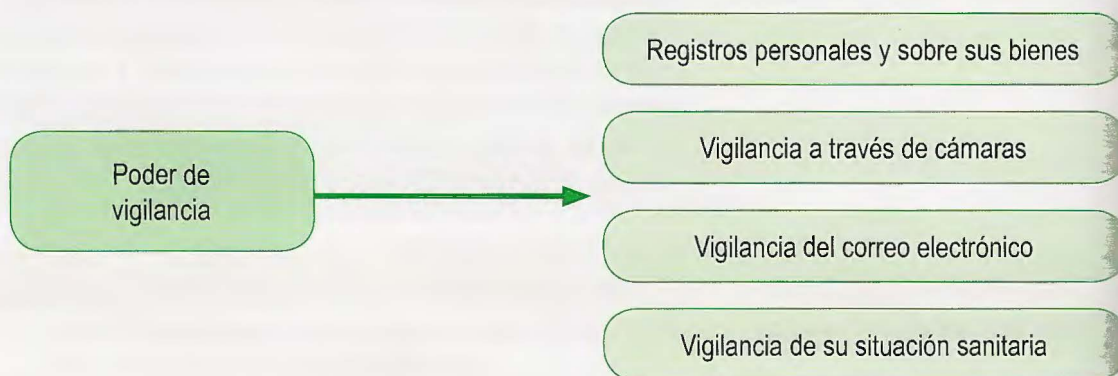 Poder de
vigilancia
Registros personales y sobre sus bienes
Vigilancia a través de cámaras
Vigilancia del correo electrónico
Vigilancia de su situación sanitaria